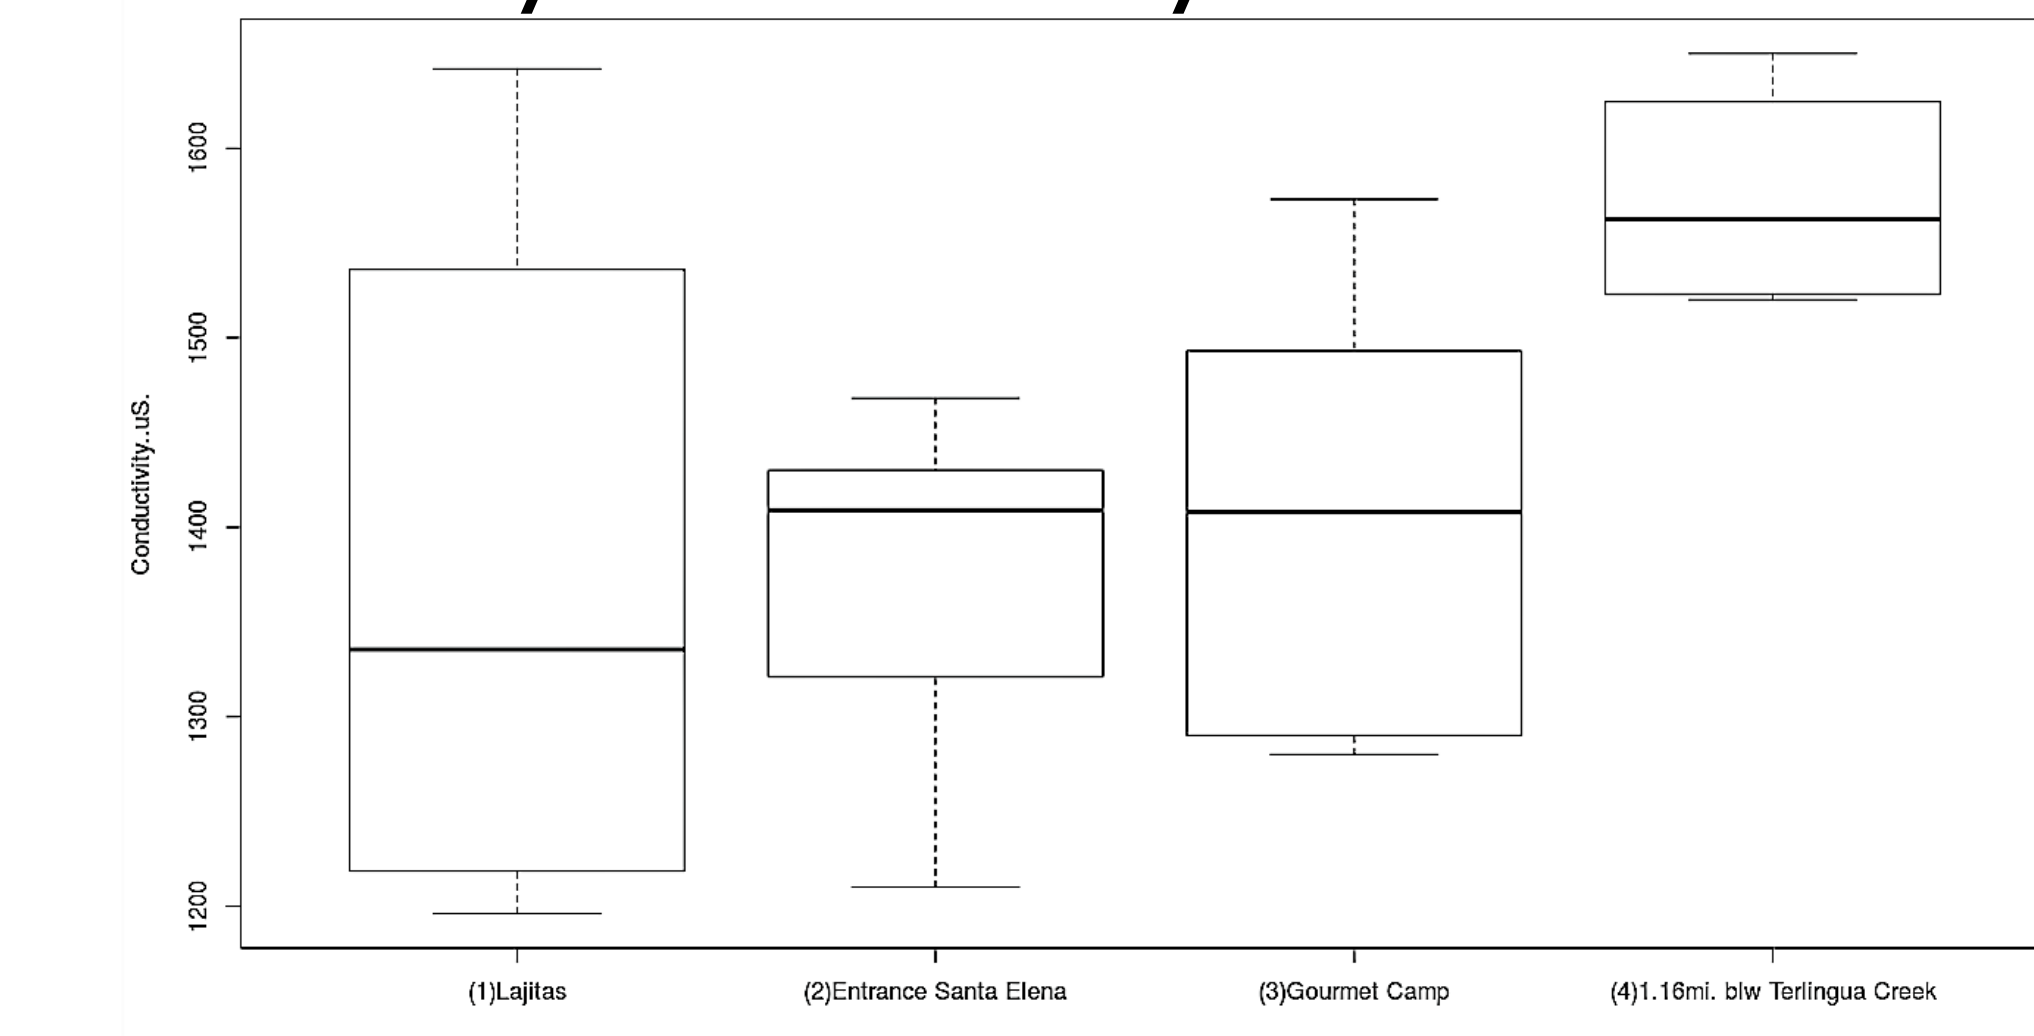 Conductivity..uS.
1600
1500
1400
1300
1200
(1)Lajitas
(2)Entrance Santa Elena
(3)Gourmet Camp
(4)1.16mi. blw Terlingua Creek